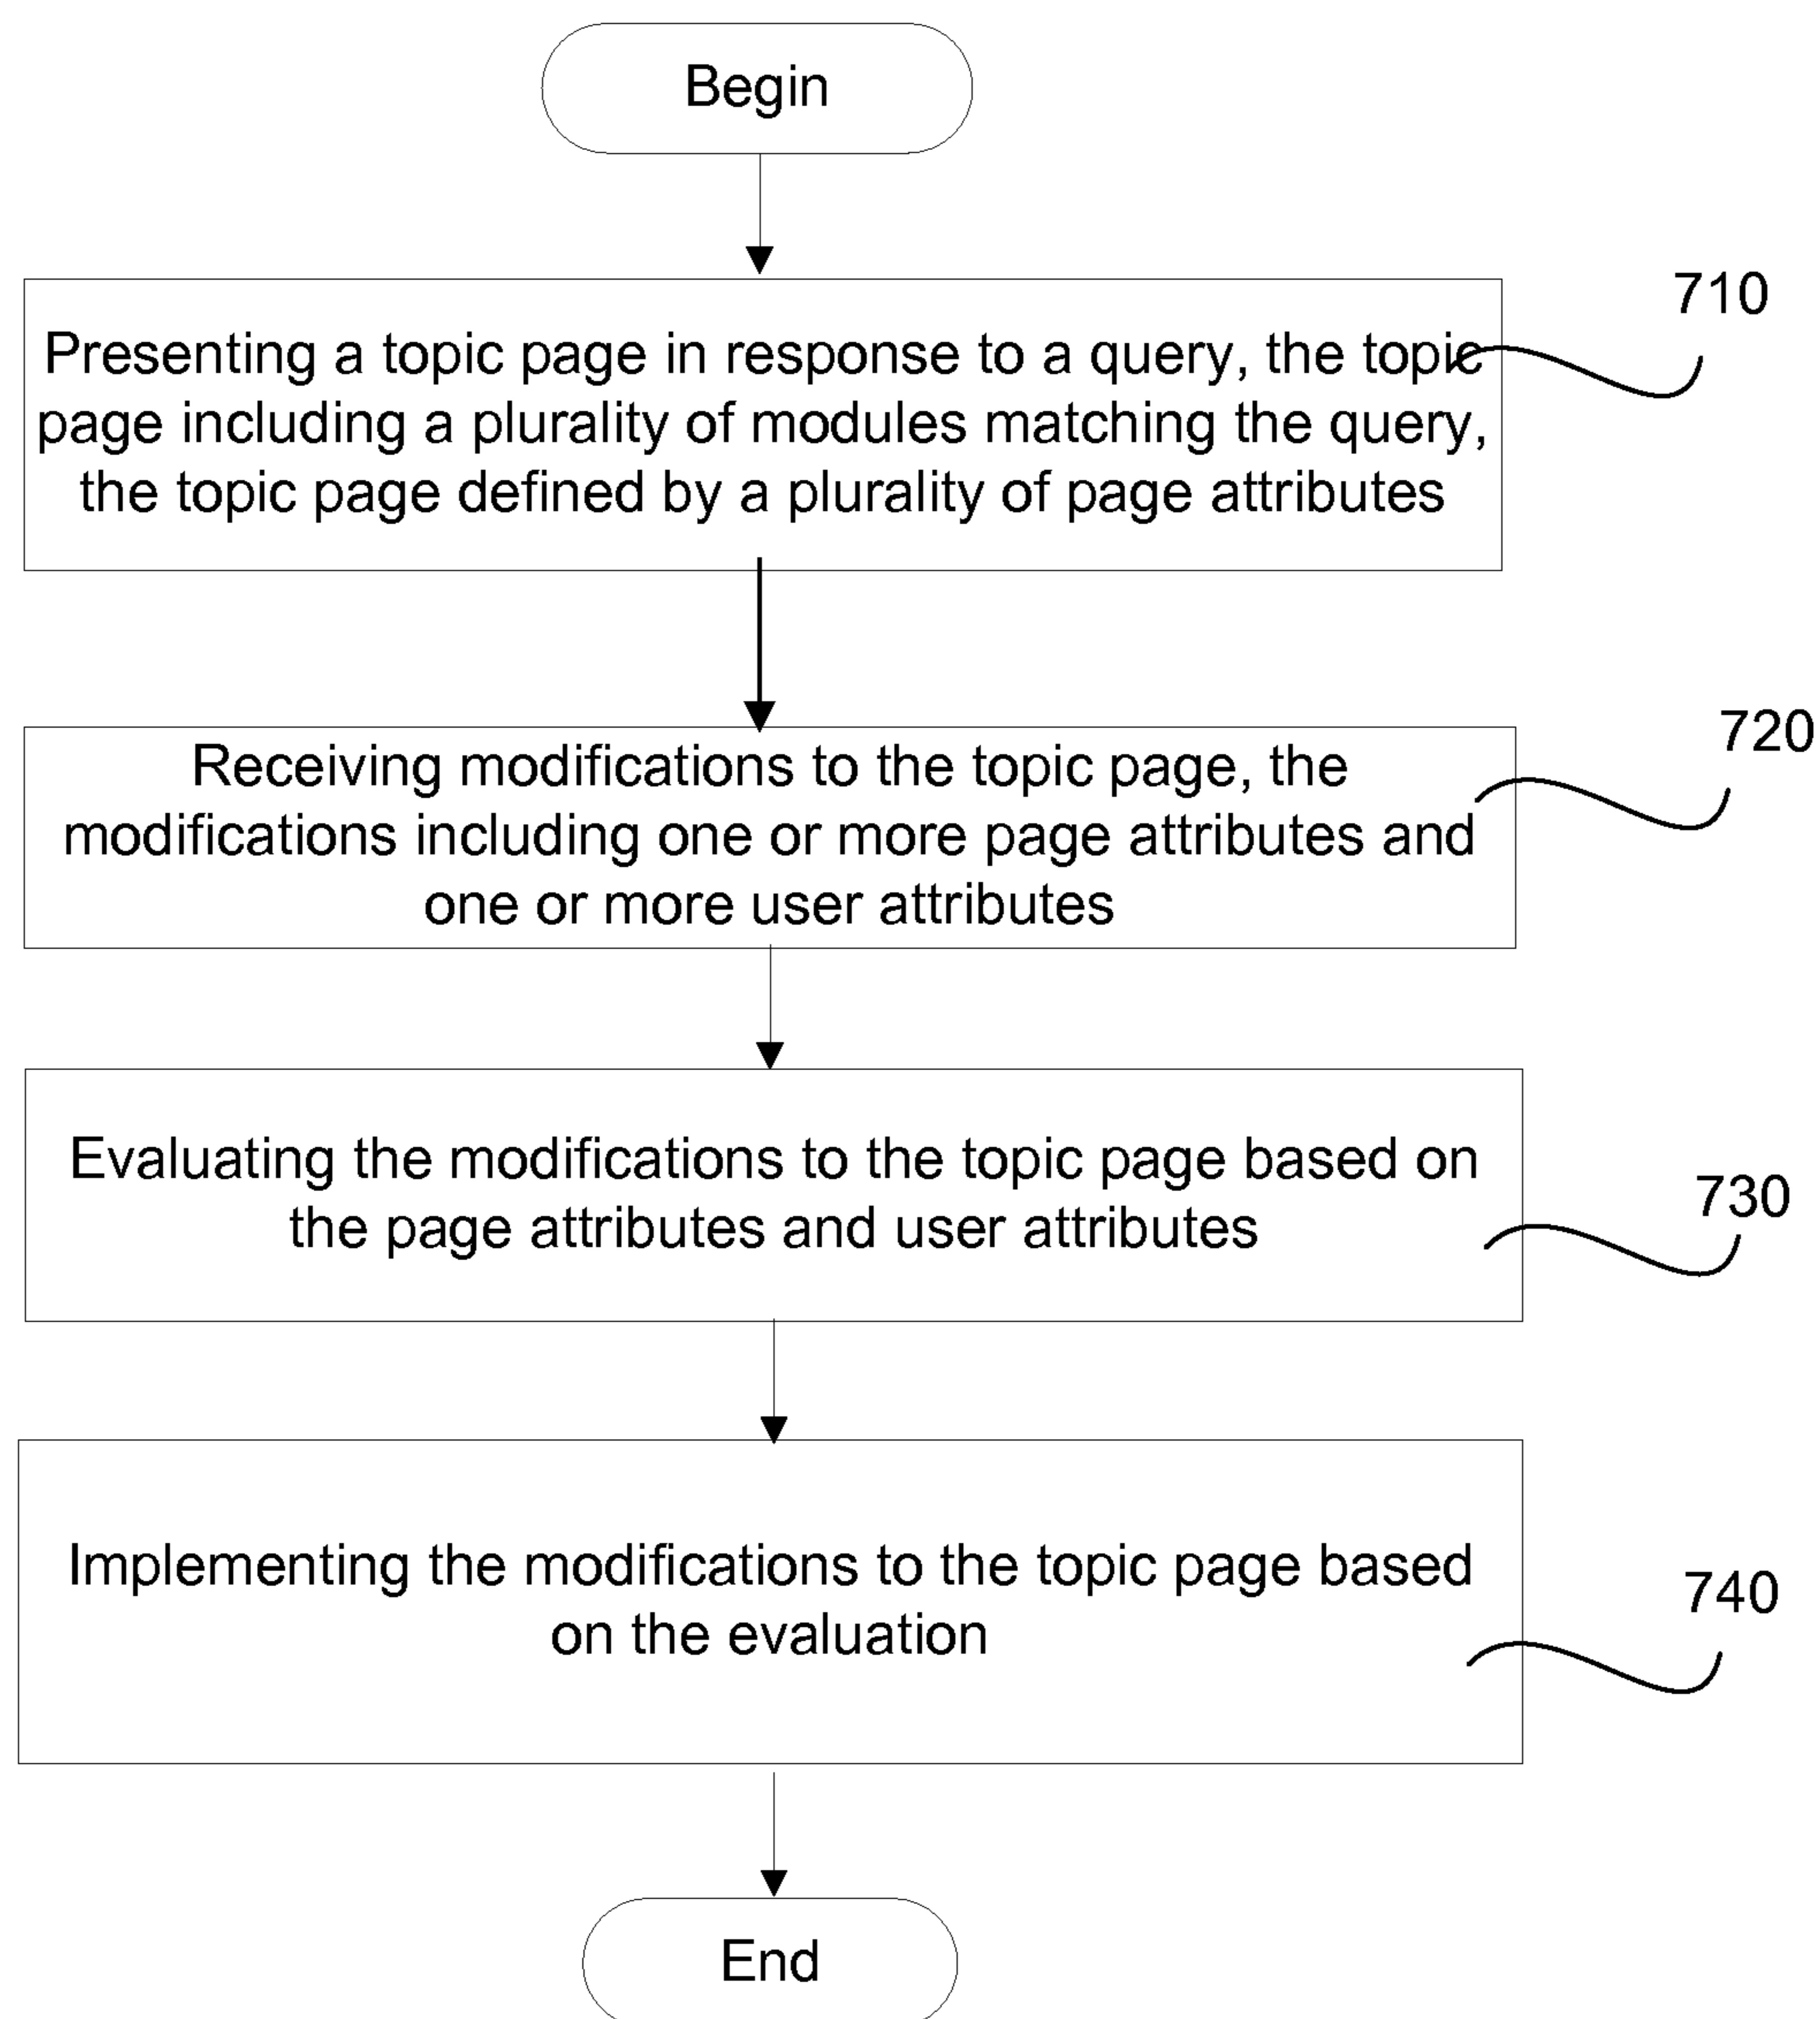 Begin
710
Presenting a topic page in response to a query, the topic
page including a plurality of modules matching the query,
the topic page defined by a plurality of page attributes
720
Receiving modifications to the topic page, the
modifications including one or more page attributes and
one or more user attributes
Evaluating the modifications to the topic page based on
the page attributes and user attributes
730
Implementing the modifications to the topic page based
on the evaluation
740
End